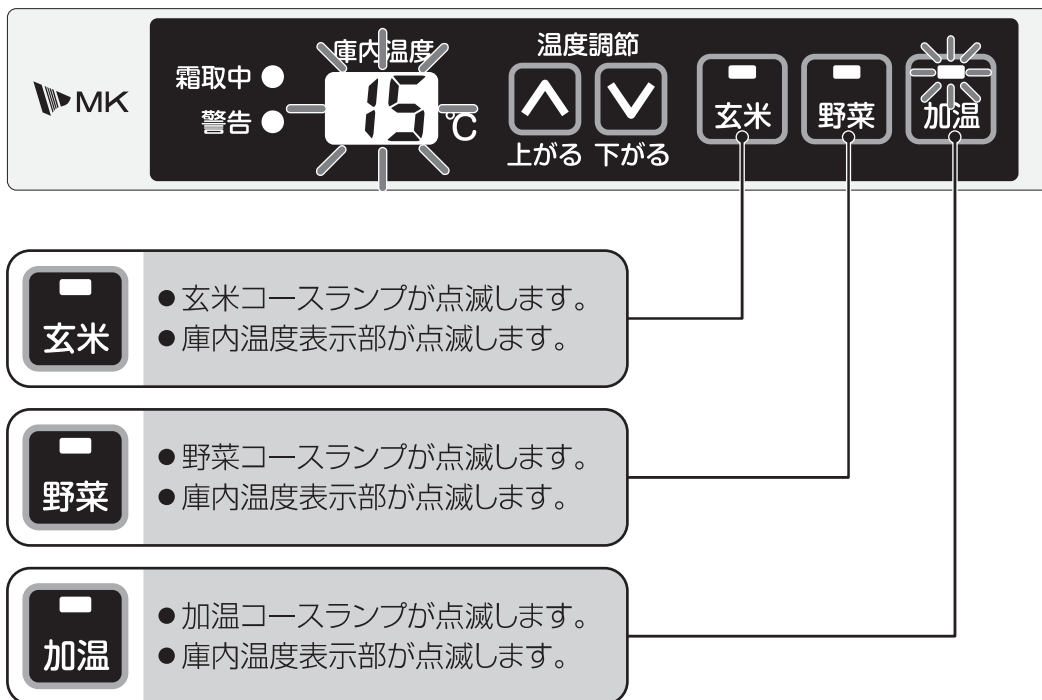 MK
霜取中
警告
庫内温度
15
℃
温度調節
上がる 下がる
玄米
野菜
加温
玄米
●玄米コースランプが点滅します。
●庫内温度表示部が点滅します。
野菜
●野菜コースランプが点滅します。
●庫内温度表示部が点滅します。
加温
●加温コースランプが点滅します。
●庫内温度表示部が点滅します。